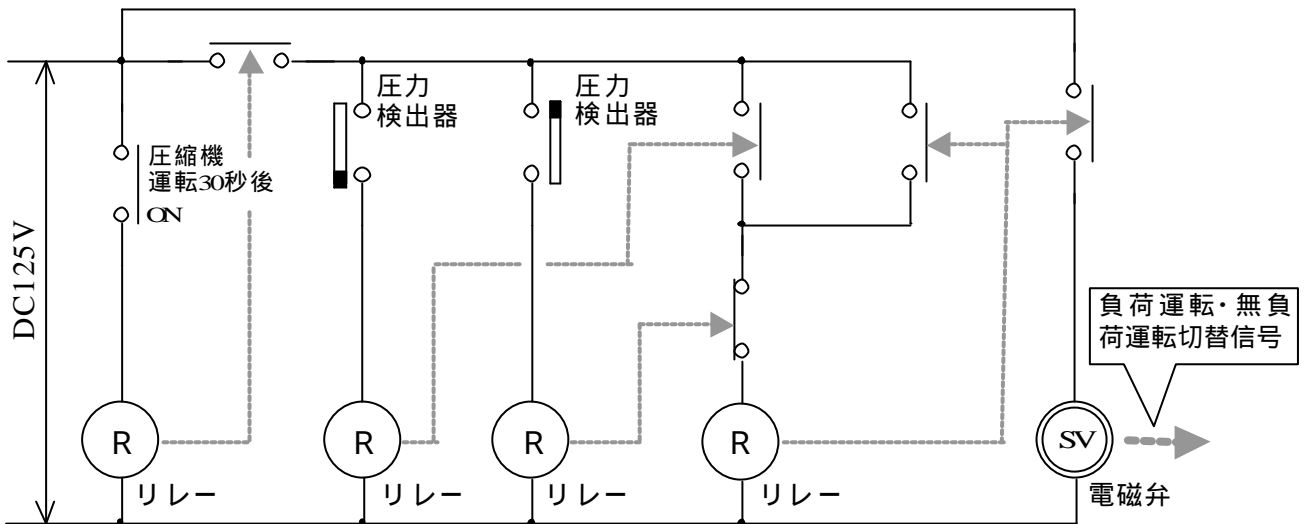 圧力
検出器
圧力
検出器
圧縮機
運転30秒後
ON
DC125V
負荷運転・無負
荷運転切替信号
R
R
R
R
SV
リレー
リレー
リレー
リレー
電磁弁